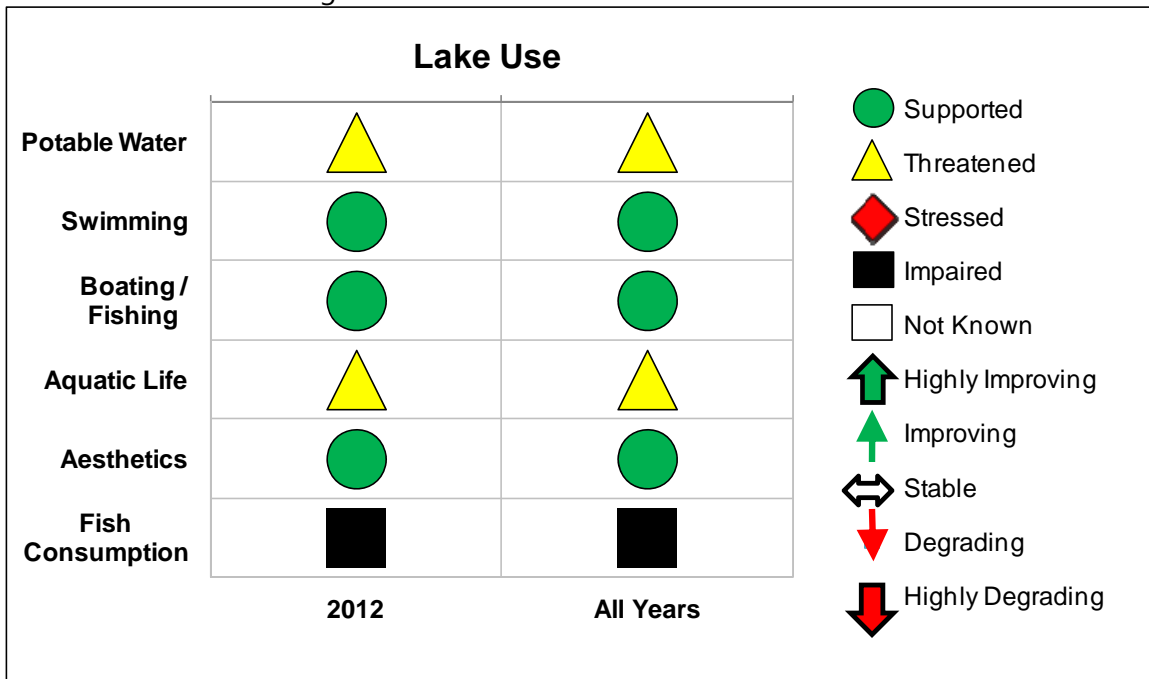 Lake Use
Potable Water
Swimming
Boating /
Fishing
Aquatic Life
Aesthetics
Fish
Consumption
2012
All Years
Supported
Threatened
Stressed
Impaired
Not Known
Highly Improving
Improving
Stable
Degrading
Highly Degrading